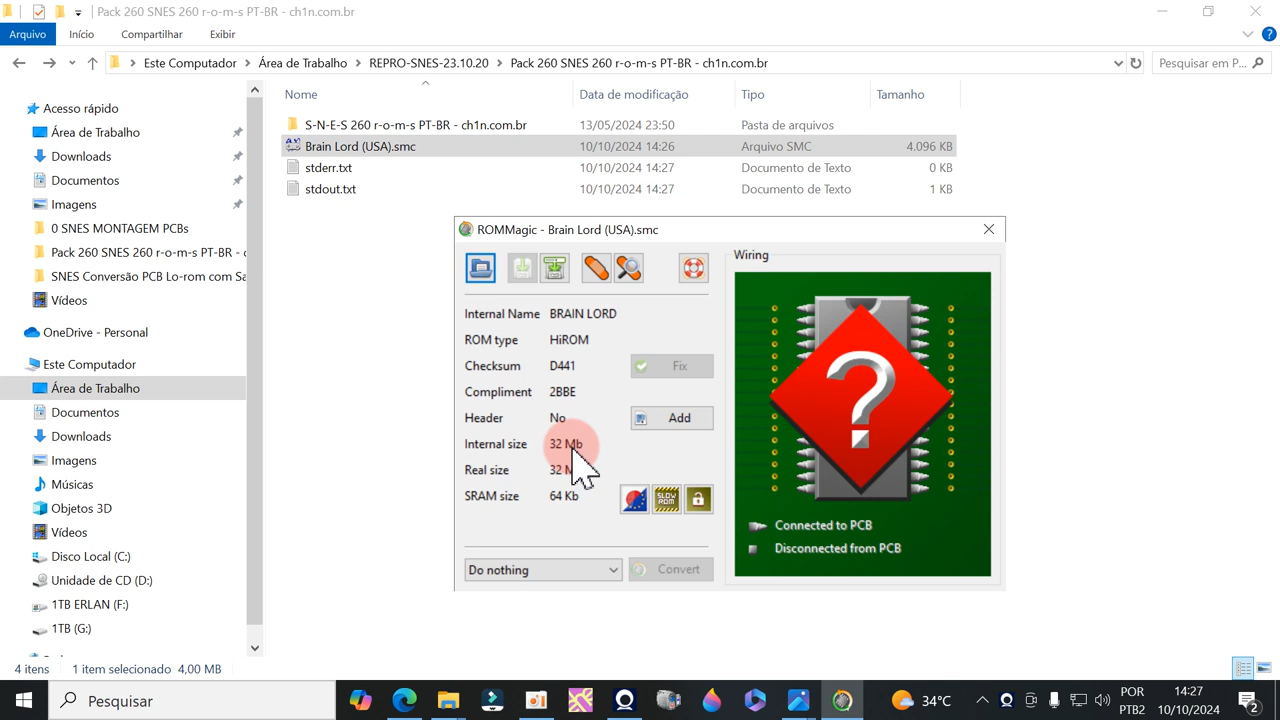 Pack 260 SNES 260 r-o-m-s PT-BR - ch1n.com.br
Arquivo Início Compartilhar Exibir
Este Computador Área de Trabalho REPRO-SNES-23.10.20 Pack 260 SNES 260 r-o-m-s PT-BR - ch1n.com.br Pesquisar em P...
Nome Data de modificação Tipo Tamanho
S-N-E-S 260 r-o-m-s PT-BR - ch1n.com.br 13/05/2024 23:50 Pasta de arquivos
Brain Lord (USA).smc 10/10/2024 14:26 Arquivo SMC 4.096 KB
stderr.txt 10/10/2024 14:27 Documento de Texto 0 KB
stdout.txt 10/10/2024 14:27 Documento de Texto 1 KB
Acesso rápido
Área de Trabalho
Downloads
Documentos
Imagens
0 SNES MONTAGEM PCBs
Pack 260 SNES 260 r-o-m-s PT-BR -
SNES Conversão PCB Lo-rom com Sa
Vídeos
OneDrive - Personal
Este Computador
Área de Trabalho
Documentos
Downloads
Imagens
Músicas
Objetos 3D
Vídeos
Disco Local (C:)
Unidade de CD (D:)
1TB ERLAN (F:)
1TB (G:)
ROMMagic - Brain Lord (USA).smc
Internal Name BRAIN LORD
ROM type HiROM
Checksum D441 Fix
Compliment 2BBE
Header No Add
Internal size 32 Mb
Real size 32
SRAM size 64 Kb
SLOW ROM
Do nothing Convert
Wiring
?
Connected to PCB
Disconnected from PCB
4 itens 1 item selecionado 4,00 MB
Pesquisar
34°C
POR
PTB2
14:27
10/10/2024
2